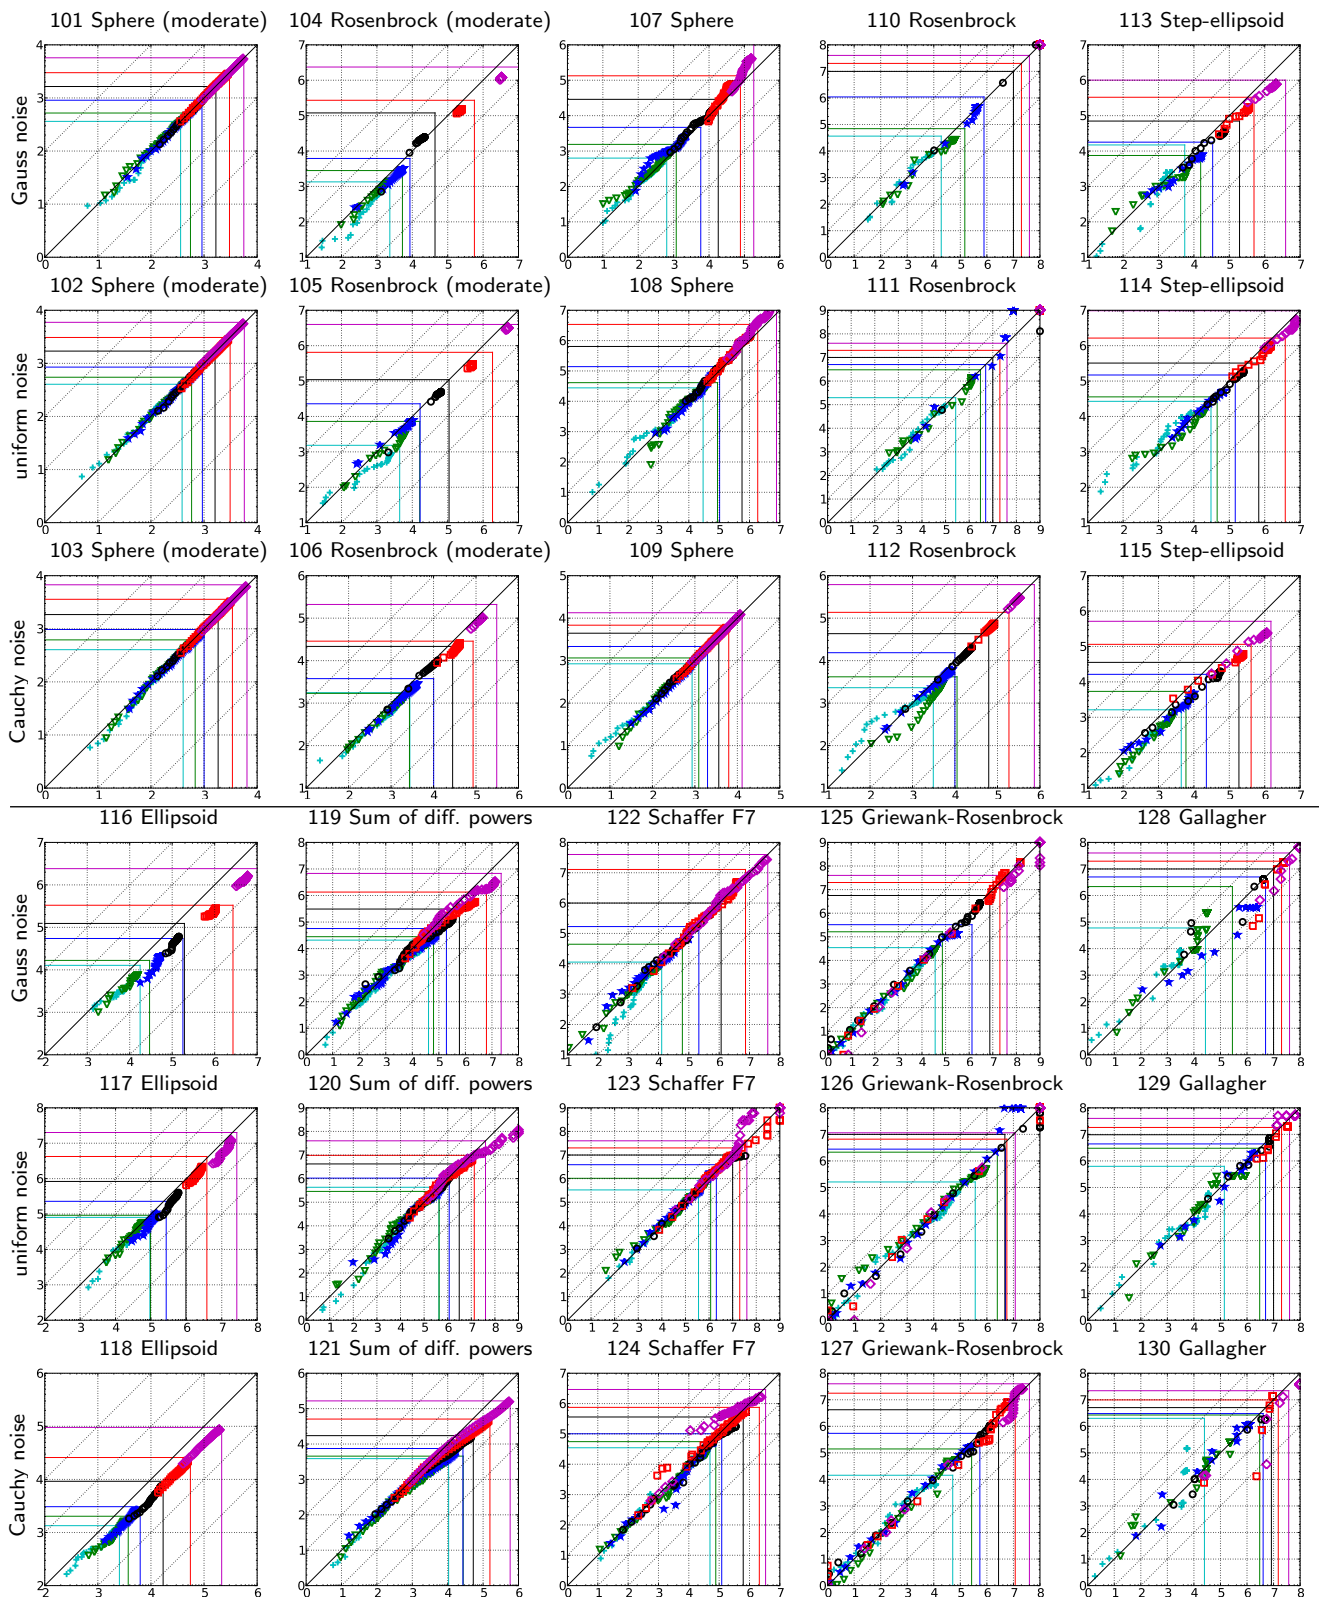 101 Sphere (moderate)
104 Rosenbrock (moderate)
107 Sphere
110 Rosenbrock
113 Step-ellipsoid
Gauss noise
102 Sphere (moderate)
105 Rosenbrock (moderate)
108 Sphere
111 Rosenbrock
114 Step-ellipsoid
uniform noise
103 Sphere (moderate)
106 Rosenbrock (moderate)
109 Sphere
112 Rosenbrock
115 Step-ellipsoid
Cauchy noise
116 Ellipsoid
119 Sum of diff. powers
122 Schaffer F7
125 Griewank-Rosenbrock
128 Gallagher
Gauss noise
117 Ellipsoid
120 Sum of diff. powers
123 Schaffer F7
126 Griewank-Rosenbrock
129 Gallagher
uniform noise
118 Ellipsoid
121 Sum of diff. powers
124 Schaffer F7
127 Griewank-Rosenbrock
130 Gallagher
Cauchy noise